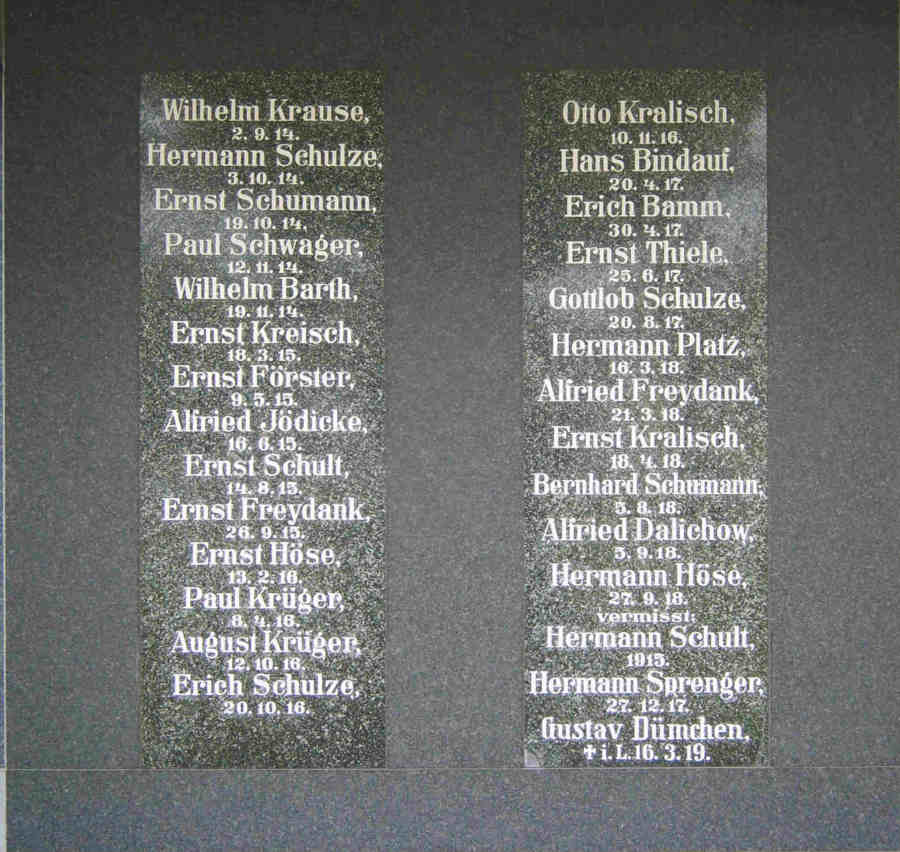 Wilhelm Krause,
2. 9. 14.
Hermann Schulze,
3. 10. 14.
Ernst Schumann,
19. 10. 14.
Paul Schwager,
12. 11. 14.
Wilhelm Barth,
19. 11. 14.
Ernst Kreisch,
18. 3. 15.
Ernst Förster,
9. 5. 15.
Alfried Jödicke,
16. 6. 15.
Ernst Schult,
14. 8. 15.
Ernst Freydank,
26. 9. 15.
Ernst Höse,
13. 2. 16.
Paul Krüger,
8. 4. 16.
August Krüger,
12. 10. 16.
Erich Schulze,
20. 10. 16.
Otto Kralisch,
10. 11. 16.
Hans Bindauf,
20. 4. 17.
Erich Bamm,
30. 4. 17.
Ernst Thiele,
25. 6. 17.
Gottlob Schulze,
20. 8. 17.
Hermann Platz,
16. 3. 18.
Alfried Freydank,
21. 3. 18.
Ernst Kralisch,
18. 4. 18.
Bernhard Schumann,
5. 8. 18.
Alfried Dalichow,
5. 9. 18.
Hermann Höse,
27. 9. 18.
vermisst:
Hermann Schult,
1915.
Hermann Sprenger,
27. 12. 17.
Gustav Dümchen,
✝ i. L. 16. 3. 19.